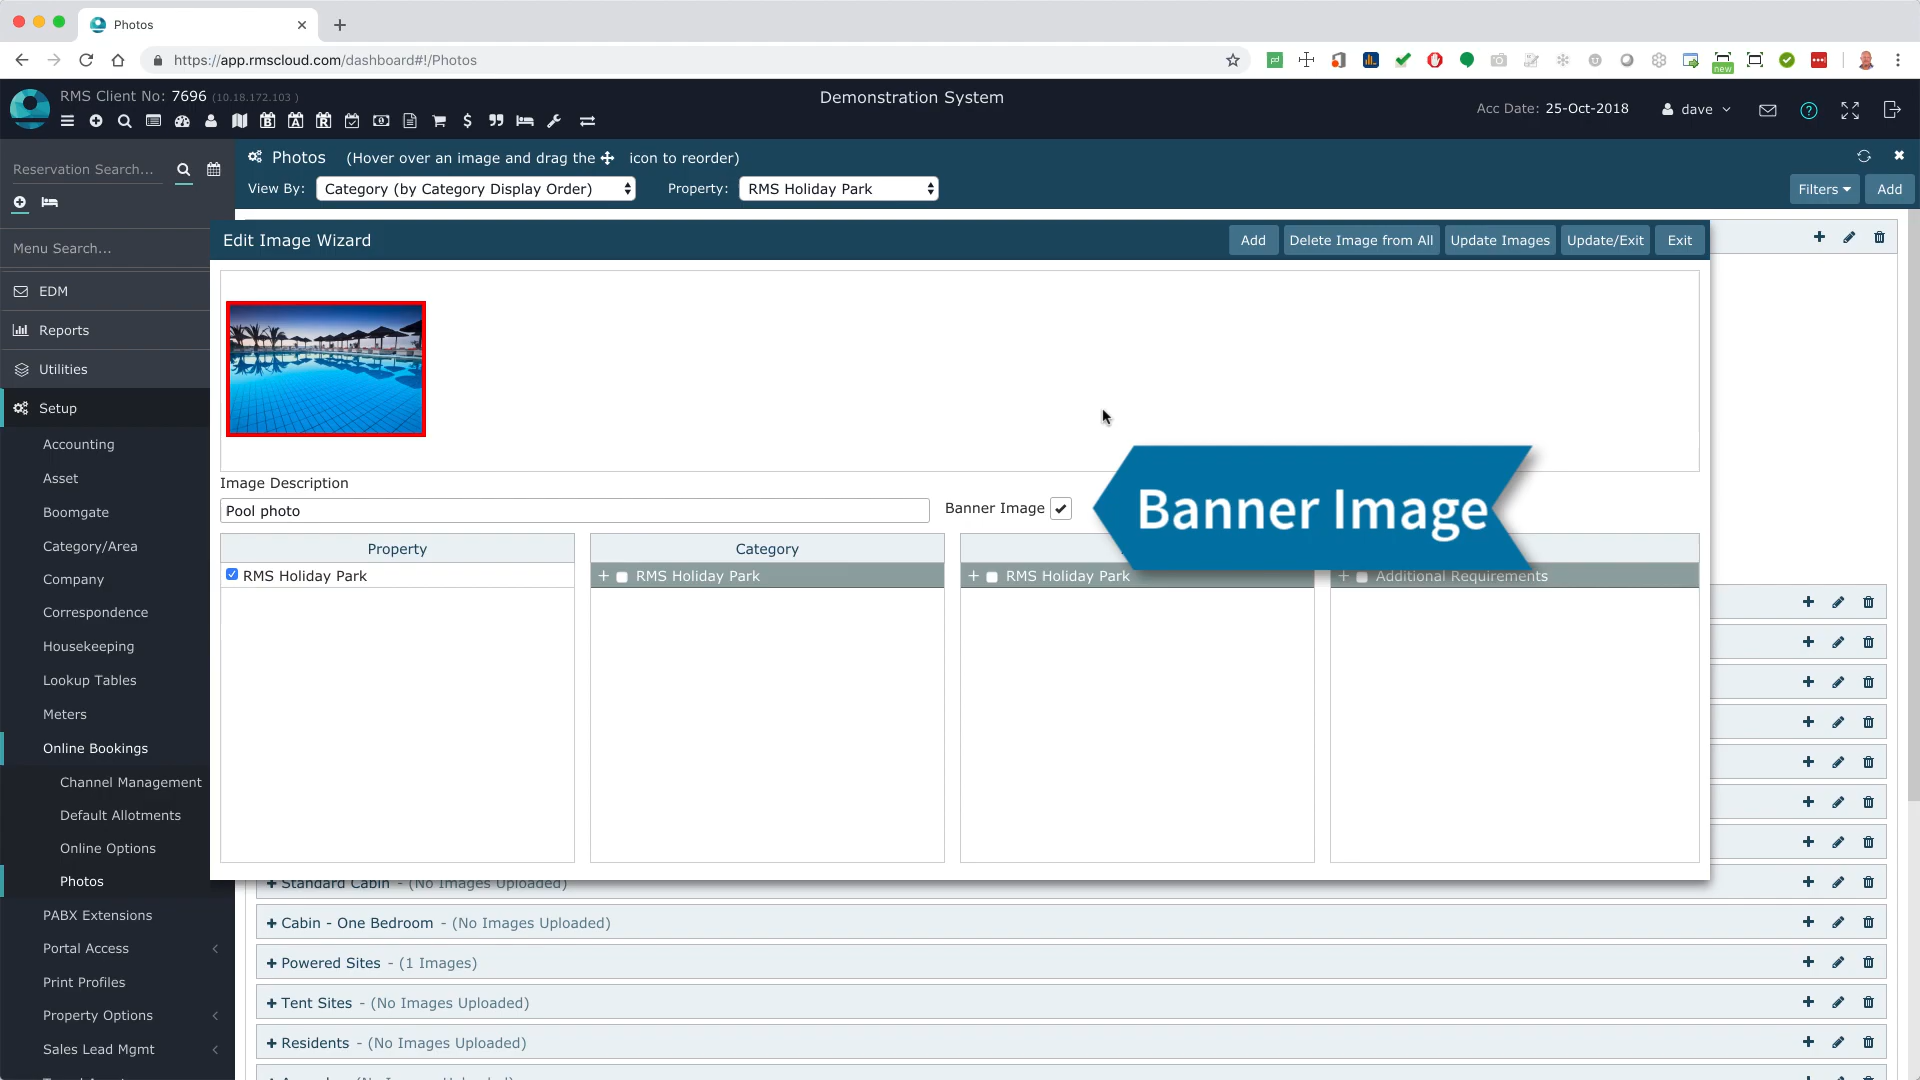 Photos
https://app.rmscloud.com/dashboard#!/Photos
new
RMS Client No: 7696 (10.18.172.103 )
Demonstration System
Acc Date: 25-Oct-2018
dave
Reservation Search...
Photos (Hover over an image and drag the icon to reorder)
View By: Category (by Category Display Order) Property: RMS Holiday Park
Filters Add
Menu Search...
Edit Image Wizard
Add Delete Image from All Update Images Update/Exit Exit
EDM
Reports
Utilities
Setup
Accounting
Asset
Boomgate
Category/Area
Company
Correspondence
Housekeeping
Lookup Tables
Meters
Online Bookings
Channel Management
Default Allotments
Online Options
Photos
PABX Extensions
Portal Access
Print Profiles
Property Options
Sales Lead Mgmt
Image Description
Pool photo
Banner Image
Banner Image
Property Category
RMS Holiday Park + RMS Holiday Park + RMS Holiday Park + Additional Requirements
+ Standard Cabin - (No Images Uploaded)
+ Cabin - One Bedroom - (No Images Uploaded)
+ Powered Sites - (1 Images)
+ Tent Sites - (No Images Uploaded)
+ Residents - (No Images Uploaded)